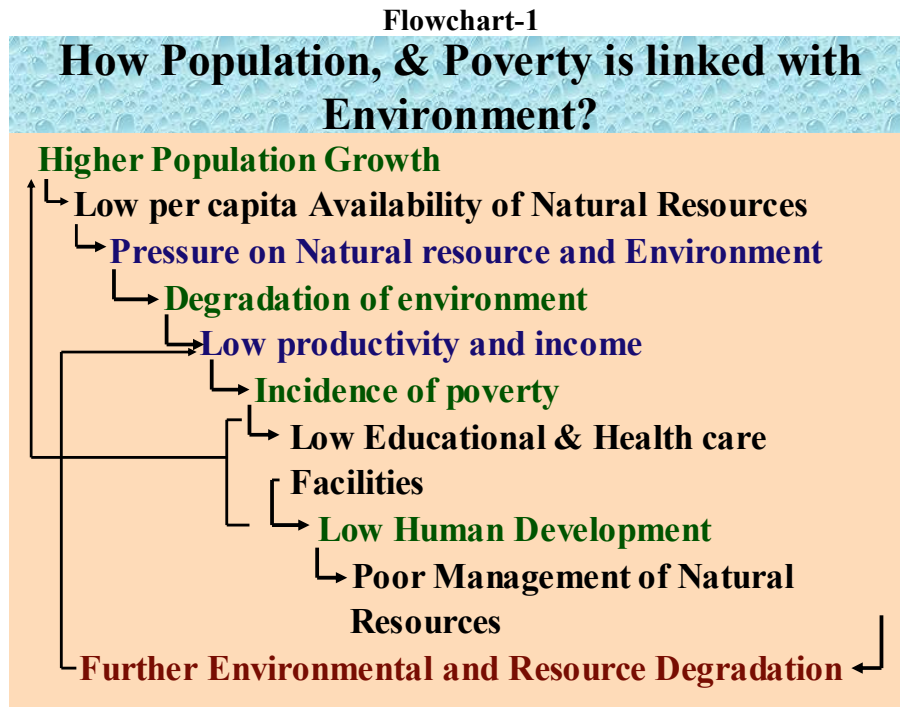 Flowchart-1
How Population, & Poverty is linked with
Environment?
Higher Population Growth
Low per capita Availability of Natural Resources
Pressure on Natural resource and Environment
Degradation of environment
Low productivity and income
Incidence of poverty
Low Educational & Health care
Facilities
Low Human Development
Poor Management of Natural
Resources
Further Environmental and Resource Degradation